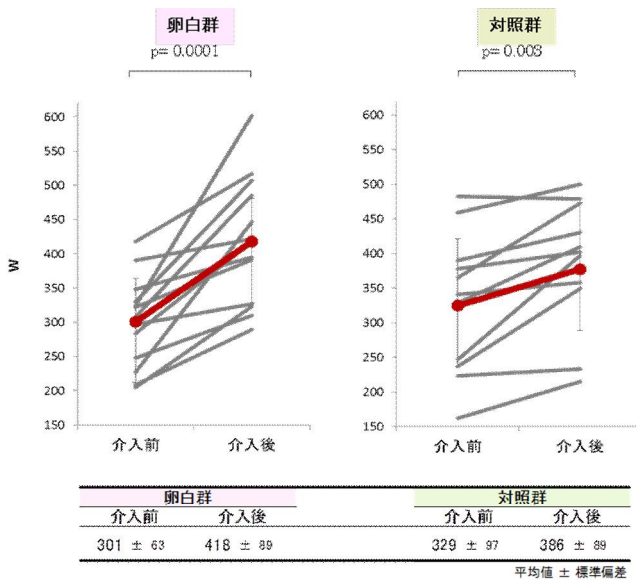 卵白群 対照群
p= 0.0001 p= 0.003
600 600
550 550
500 500
450 450
400 400
350 350
300 300
250 250
200 200
150 150
W
介入前 介入後 介入前 介入後
卵白群 対照群
介入前 介入後 介入前 介入後
301 ± 63 418 ± 89 329 ± 97 386 ± 89
平均値 ± 標準偏差